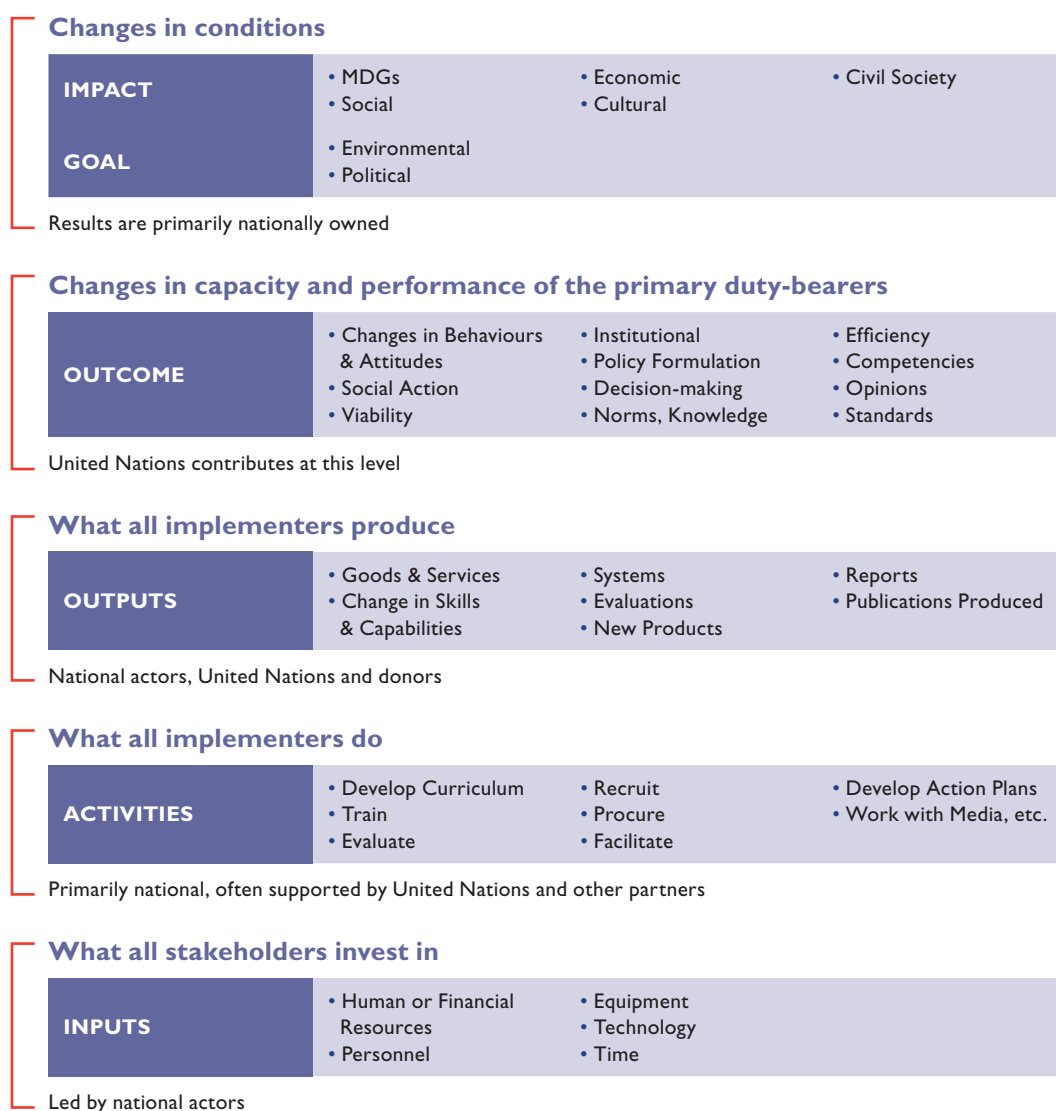 Changes in conditions
IMPACT
• MDGs
• Social
• Economic
• Cultural
• Civil Society
GOAL
• Environmental
• Political
Results are primarily nationally owned
Changes in capacity and performance of the primary duty-bearers
OUTCOME
• Changes in Behaviours
& Attitudes
• Social Action
• Viability
• Institutional
• Policy Formulation
• Decision-making
• Norms, Knowledge
• Efficiency
• Competencies
• Opinions
• Standards
United Nations contributes at this level
What all implementers produce
OUTPUTS
• Goods & Services
• Change in Skills
& Capabilities
• Systems
• Evaluations
• New Products
• Reports
• Publications Produced
National actors, United Nations and donors
What all implementers do
ACTIVITIES
• Develop Curriculum
• Train
• Evaluate
• Recruit
• Procure
• Facilitate
• Develop Action Plans
• Work with Media, etc.
Primarily national, often supported by United Nations and other partners
What all stakeholders invest in
INPUTS
• Human or Financial
Resources
• Personnel
• Equipment
• Technology
• Time
Led by national actors